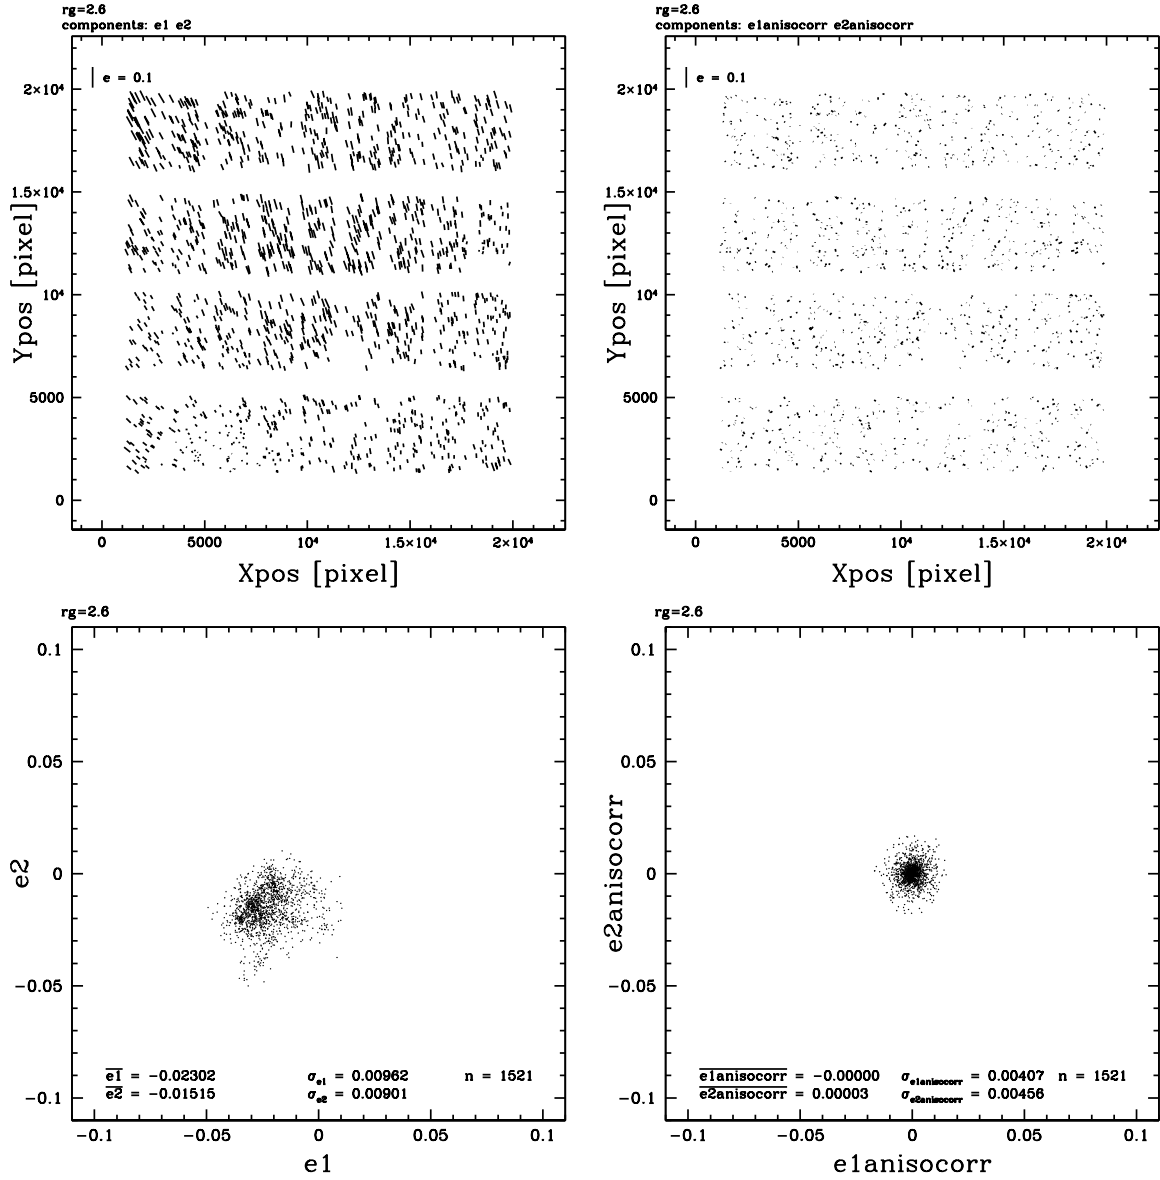 rg=2.6
components: e1 e2
e = 0.1
2×10⁴
1.5×10⁴
10⁴
5000
0
Ypos [pixel]
0 5000 10⁴ 1.5×10⁴ 2×10⁴
Xpos [pixel]
rg=2.6
components: e1anisocorr e2anisocorr
e = 0.1
2×10⁴
1.5×10⁴
10⁴
5000
0
Ypos [pixel]
0 5000 10⁴ 1.5×10⁴ 2×10⁴
Xpos [pixel]
rg=2.6
0.1
0.05
0
−0.05
−0.1
e2
e1 = −0.02302 σe1 = 0.00962 n = 1521
e2 = −0.01515 σe2 = 0.00901
−0.1 −0.05 0 0.05 0.1
e1
rg=2.6
0.1
0.05
0
−0.05
−0.1
e2anisocorr
e1anisocorr = −0.00000 σe1anisocorr = 0.00407 n = 1521
e2anisocorr = 0.00003 σe2anisocorr = 0.00456
−0.1 −0.05 0 0.05 0.1
e1anisocorr